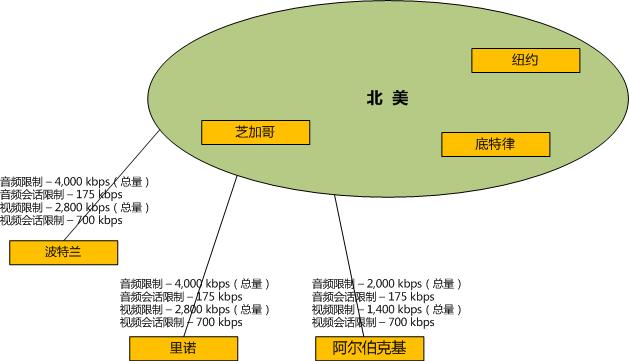 纽约
北 美
芝加哥
底特律
音频限制 – 4,000 kbps（总量）
音频会话限制 – 175 kbps
视频限制 – 2,800 kbps（总量）
视频会话限制 – 700 kbps
波特兰
音频限制 – 4,000 kbps（总量）
音频会话限制 – 175 kbps
视频限制 – 2,800 kbps（总量）
视频会话限制 – 700 kbps
里诺
音频限制 – 2,000 kbps（总量）
音频会话限制 – 175 kbps
视频限制 – 1,400 kbps（总量）
视频会话限制 – 700 kbps
阿尔伯克基